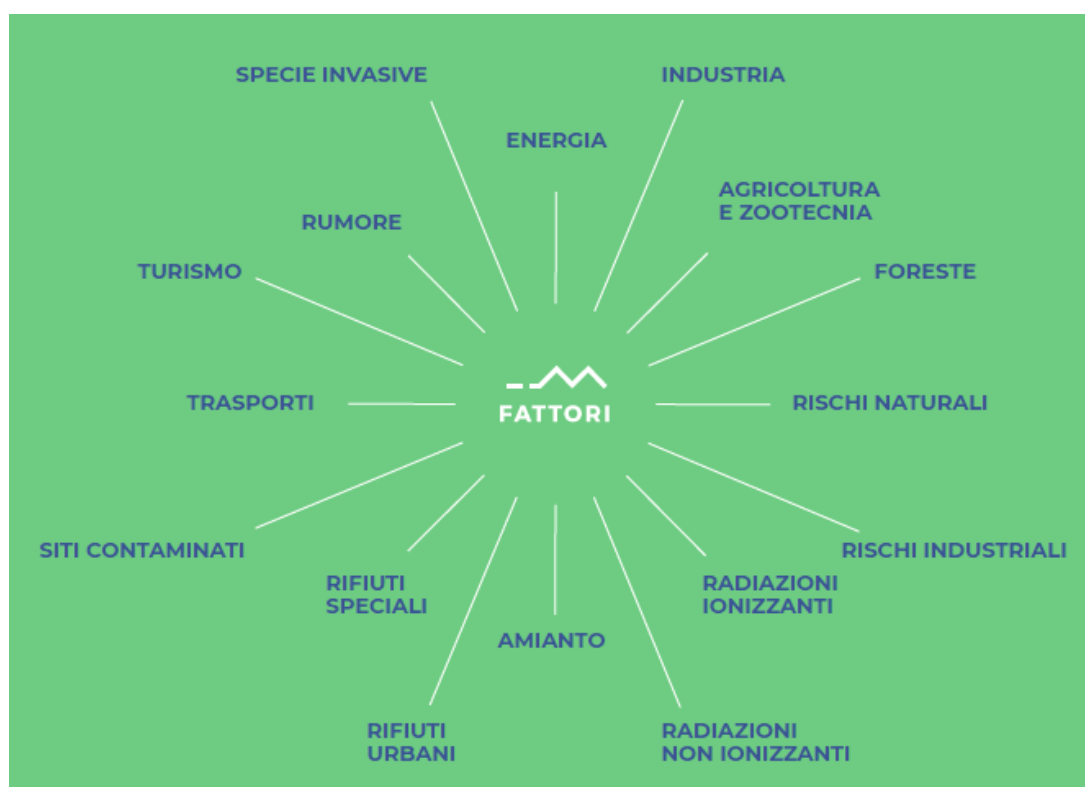 SPECIE INVASIVE
INDUSTRIA
ENERGIA
AGRICOLTURA
E ZOOTECNIA
RUMORE
TURISMO
FORESTE
TRASPORTI
FATTORI
RISCHI NATURALI
SITI CONTAMINATI
RISCHI INDUSTRIALI
RIFIUTI
SPECIALI
RADIAZIONI
IONIZZANTI
AMIANTO
RIFIUTI
URBANI
RADIAZIONI
NON IONIZZANTI